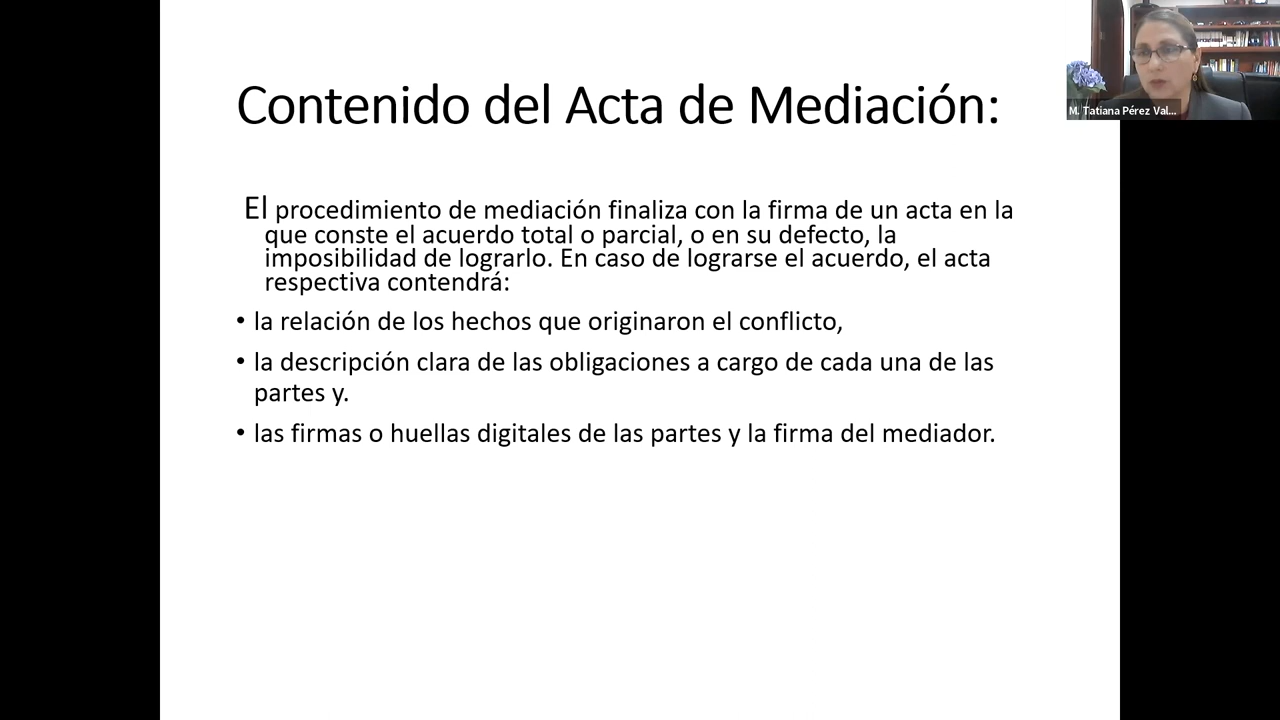 Contenido del Acta de Mediación:
M. Tatiana Pérez Val...
El procedimiento de mediación finaliza con la firma de un acta en la
que conste el acuerdo total o parcial, o en su defecto, la
imposibilidad de lograrlo. En caso de lograrse el acuerdo, el acta
respectiva contendrá:
• la relación de los hechos que originaron el conflicto,
• la descripción clara de las obligaciones a cargo de cada una de las
partes y.
• las firmas o huellas digitales de las partes y la firma del mediador.